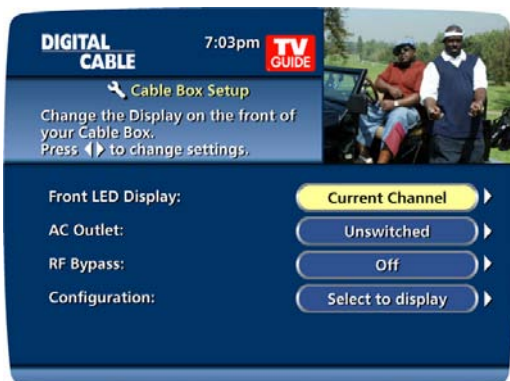 DIGITAL
CABLE
7:03pm
TV
GUIDE
Cable Box Setup
Change the Display on the front of
your Cable Box.
Press ◀▶ to change settings.
Front LED Display: Current Channel
AC Outlet: Unswitched
RF Bypass: Off
Configuration: Select to display